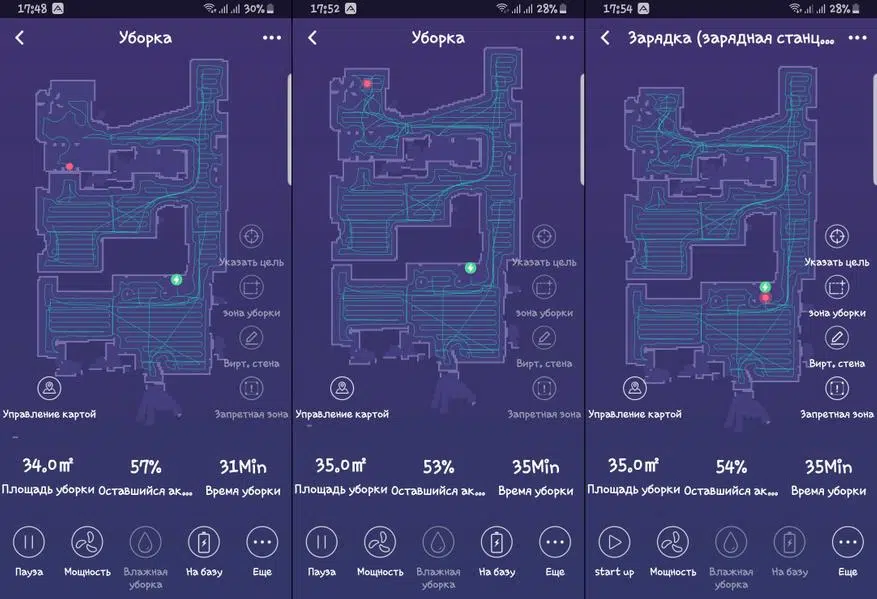 17:48 30%
Уборка
Указать цель
зона уборки
Вирт. стена
Управление картой
Запретная зона
34.0㎡ 57% 31Min
Площадь уборки Оставшийся ак... Время уборки
Пауза Мощность Влажная уборка На базу Еще
17:52 28%
Уборка
Указать цель
зона уборки
Вирт. стена
Управление картой
Запретная зона
35.0㎡ 53% 35Min
Площадь уборки Оставшийся ак... Время уборки
Пауза Мощность Влажная уборка На базу Еще
17:54 28%
Зарядка (зарядная станц...
Указать цель
зона уборки
Вирт. стена
Управление картой
Запретная зона
35.0㎡ 54% 35Min
Площадь уборки Оставшийся ак... Время уборки
start up Мощность Влажная уборка На базу Еще